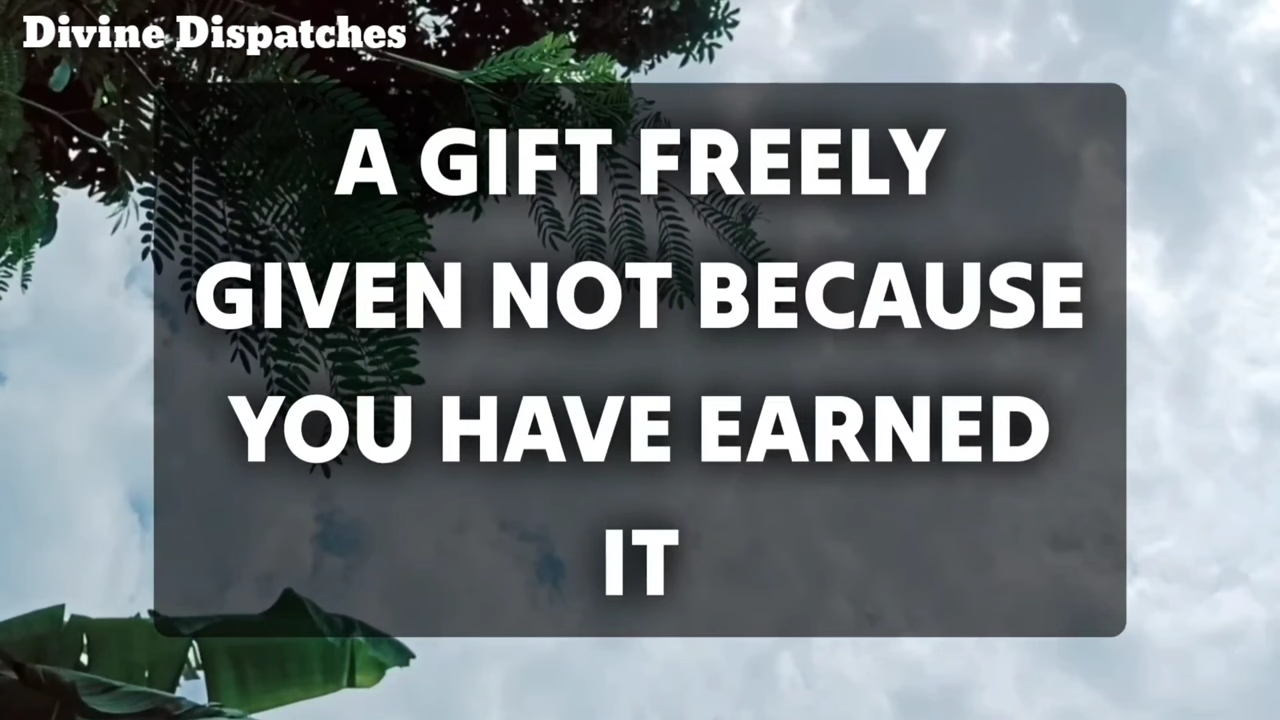 Divine Dispatches
A GIFT FREELY
GIVEN NOT BECAUSE
YOU HAVE EARNED
IT